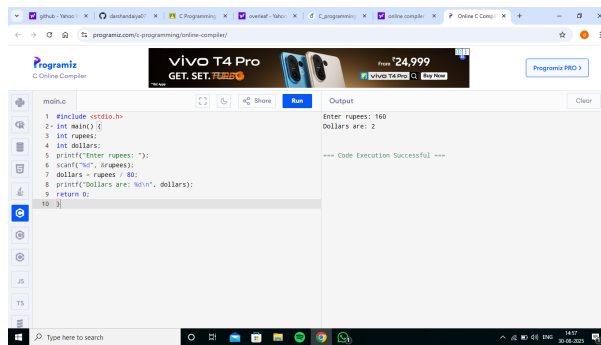 github - Yahoo
darshandalyaBT
C Programming
overleaf - Yaho
C_programming
online compiler
Online C Compi
programiz.com/c-programming/online-compiler/
Programiz
C Online Compiler
vivo T4 Pro
GET. SET. TURBO
From ₹24,999
vivo T4 Pro
Buy Now
Programiz PRO >
main.c
Share
Run
Output
Clear
1 #include <stdio.h>
2 int main() {
3 int rupees;
4 int dollars;
5 printf("Enter rupees: ");
6 scanf("%d", &rupees);
7 dollars = rupees / 80;
8 printf("Dollars are: %d\n", dollars);
9 return 0;
10 }
Enter rupees: 160
Dollars are: 2
=== Code Execution Successful ===
JS
TS
Type here to search
ENG
14:57
30-08-2025